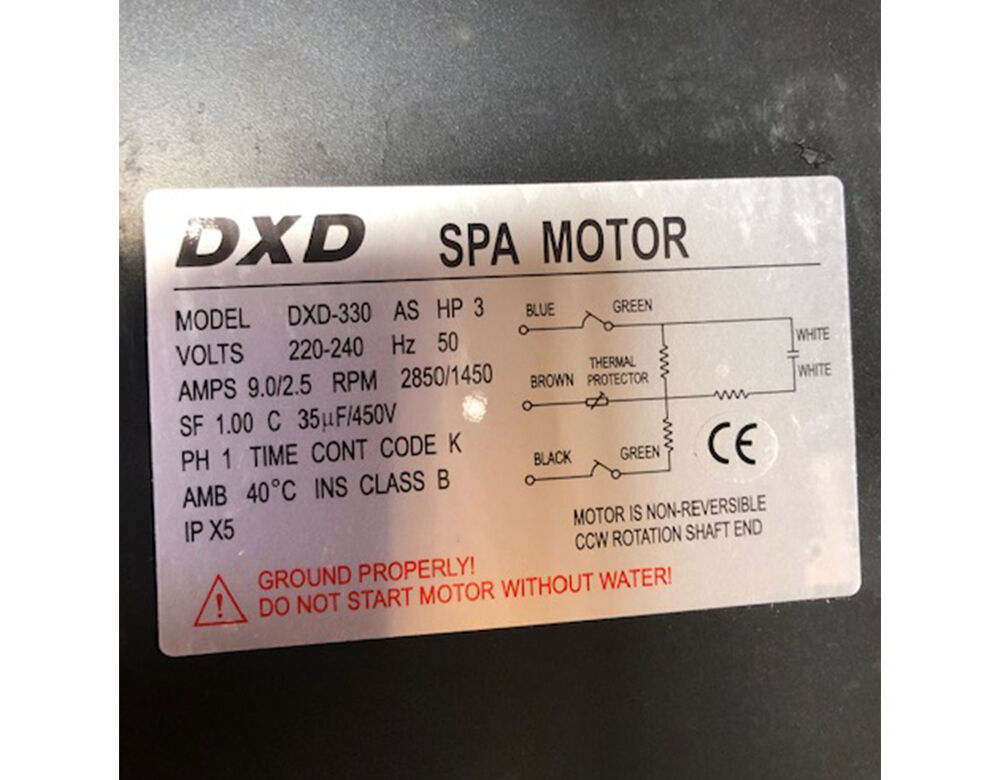 DXD SPA MOTOR
MODEL DXD-330 AS HP 3
VOLTS 220-240 Hz 50
AMPS 9.0/2.5 RPM 2850/1450
SF 1.00 C 35µF/450V
PH 1 TIME CONT CODE K
AMB 40°C INS CLASS B
IP X5
BLUE GREEN
WHITE
THERMAL
PROTECTOR
WHITE
BROWN
BLACK GREEN
CE
MOTOR IS NON-REVERSIBLE
CCW ROTATION SHAFT END
GROUND PROPERLY!
DO NOT START MOTOR WITHOUT WATER!